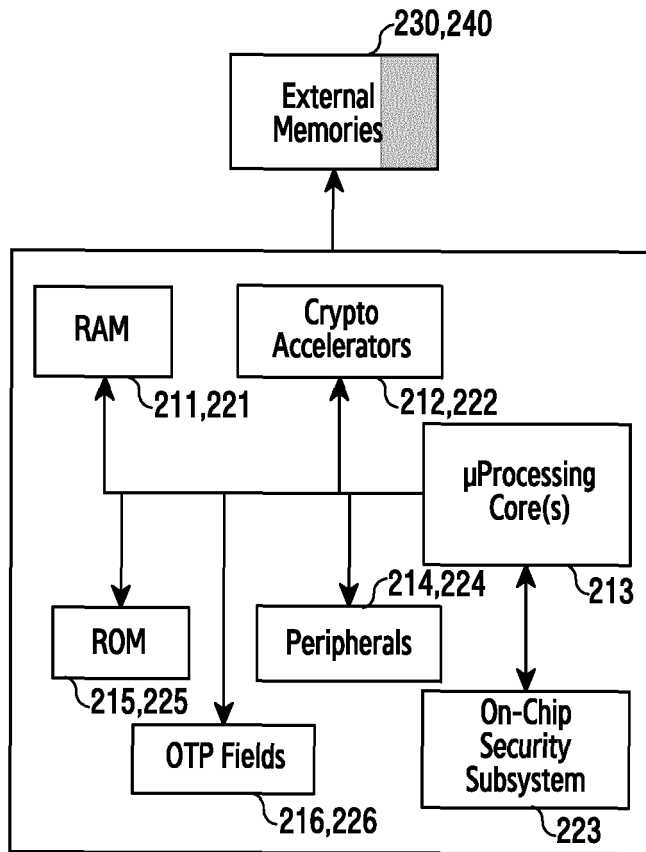 230,240
External
Memories
RAM
211,221
Crypto
Accelerators
212,222
µProcessing
Core(s)
213
ROM
215,225
214,224
Peripherals
OTP Fields
216,226
On-Chip
Security
Subsystem
223